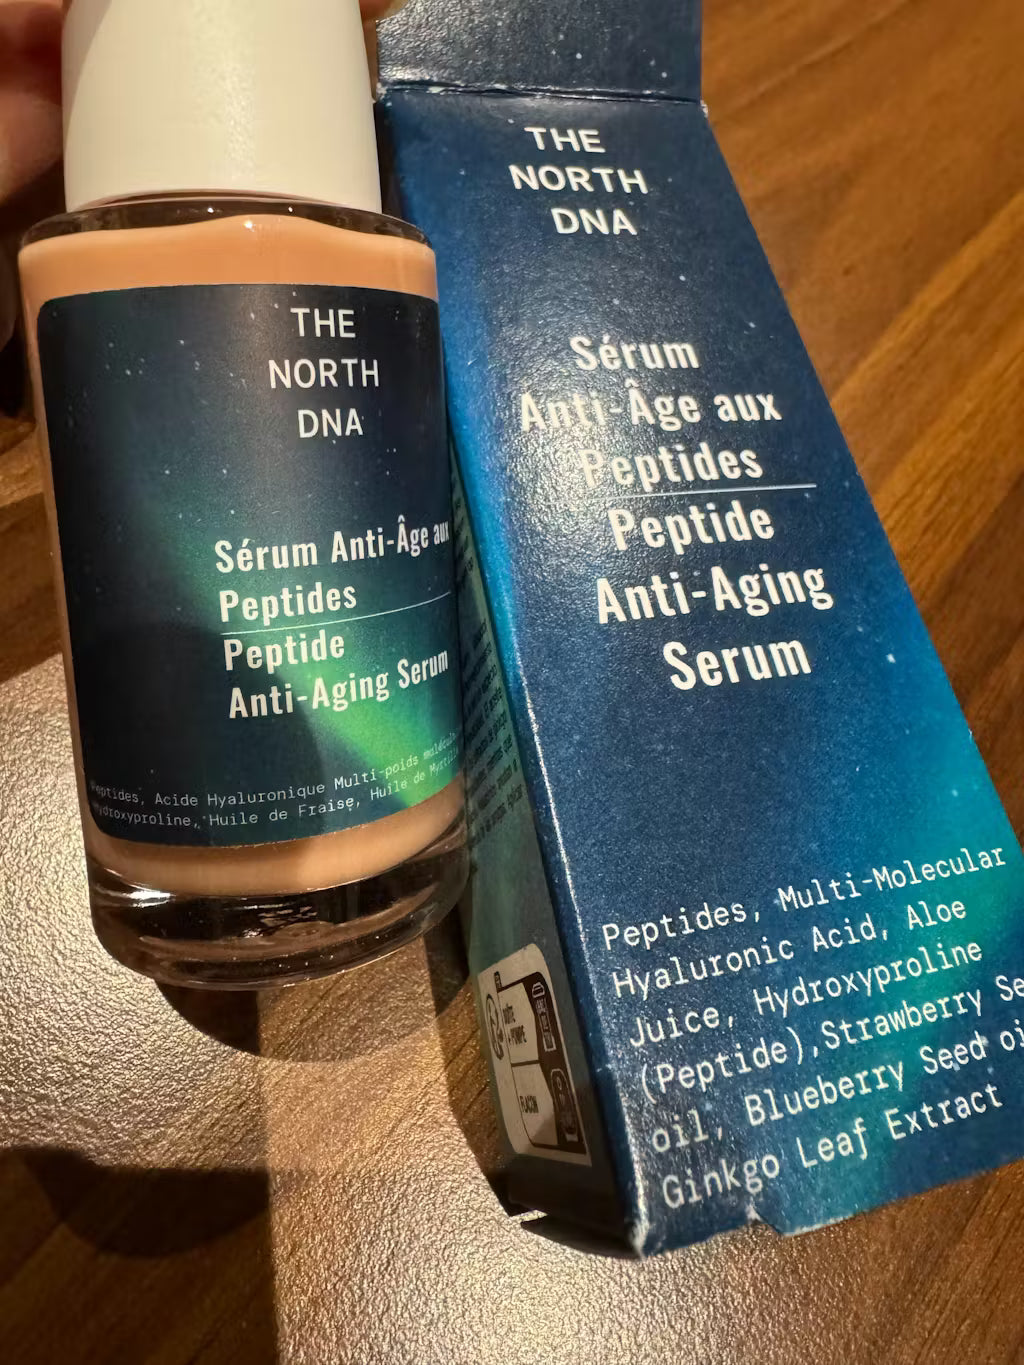 THE
NORTH
DNA
Sérum Anti-Âge aux
Peptides
Peptide
Anti-Aging Serum
Peptides, Acide Hyaluronique Multi-poids
Hydroxyproline, Huile de Fraise, Huile de
THE
NORTH
DNA
Sérum
Anti-Âge aux
Peptides
Peptide
Anti-Aging
Serum
Peptides, Multi-Molecular
Hyaluronic Acid, Aloe
Juice, Hydroxyproline
(Peptide),Strawberry
oil, Blueberry Seed
Ginkgo Leaf Extract
FLACON